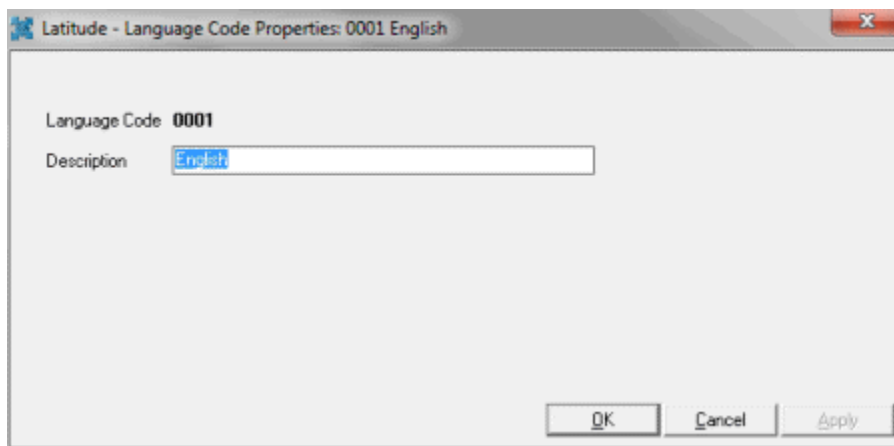 Latitude - Language Code Properties: 0001 English
Language Code 0001
Description English
OK Cancel Apply